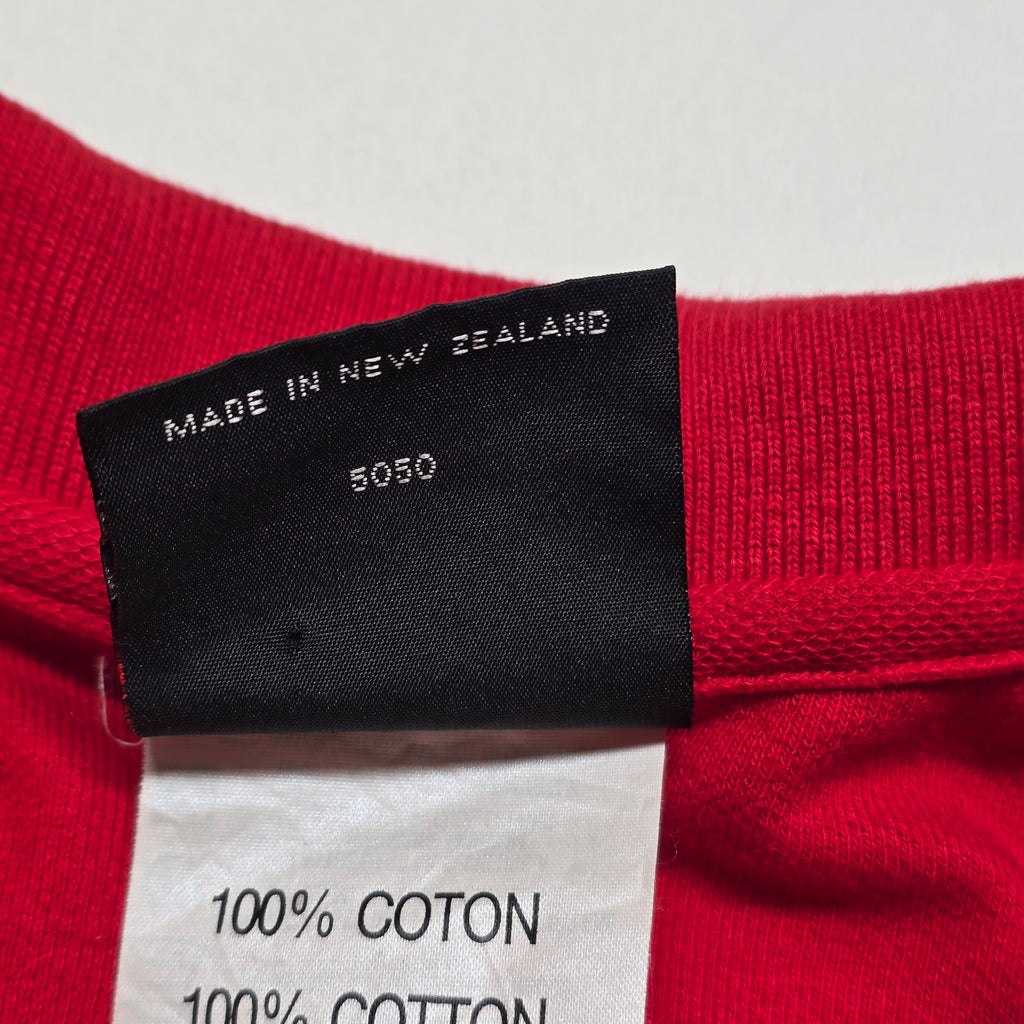 MADE IN NEW ZEALAND
5050
100% COTON
100% COTTON